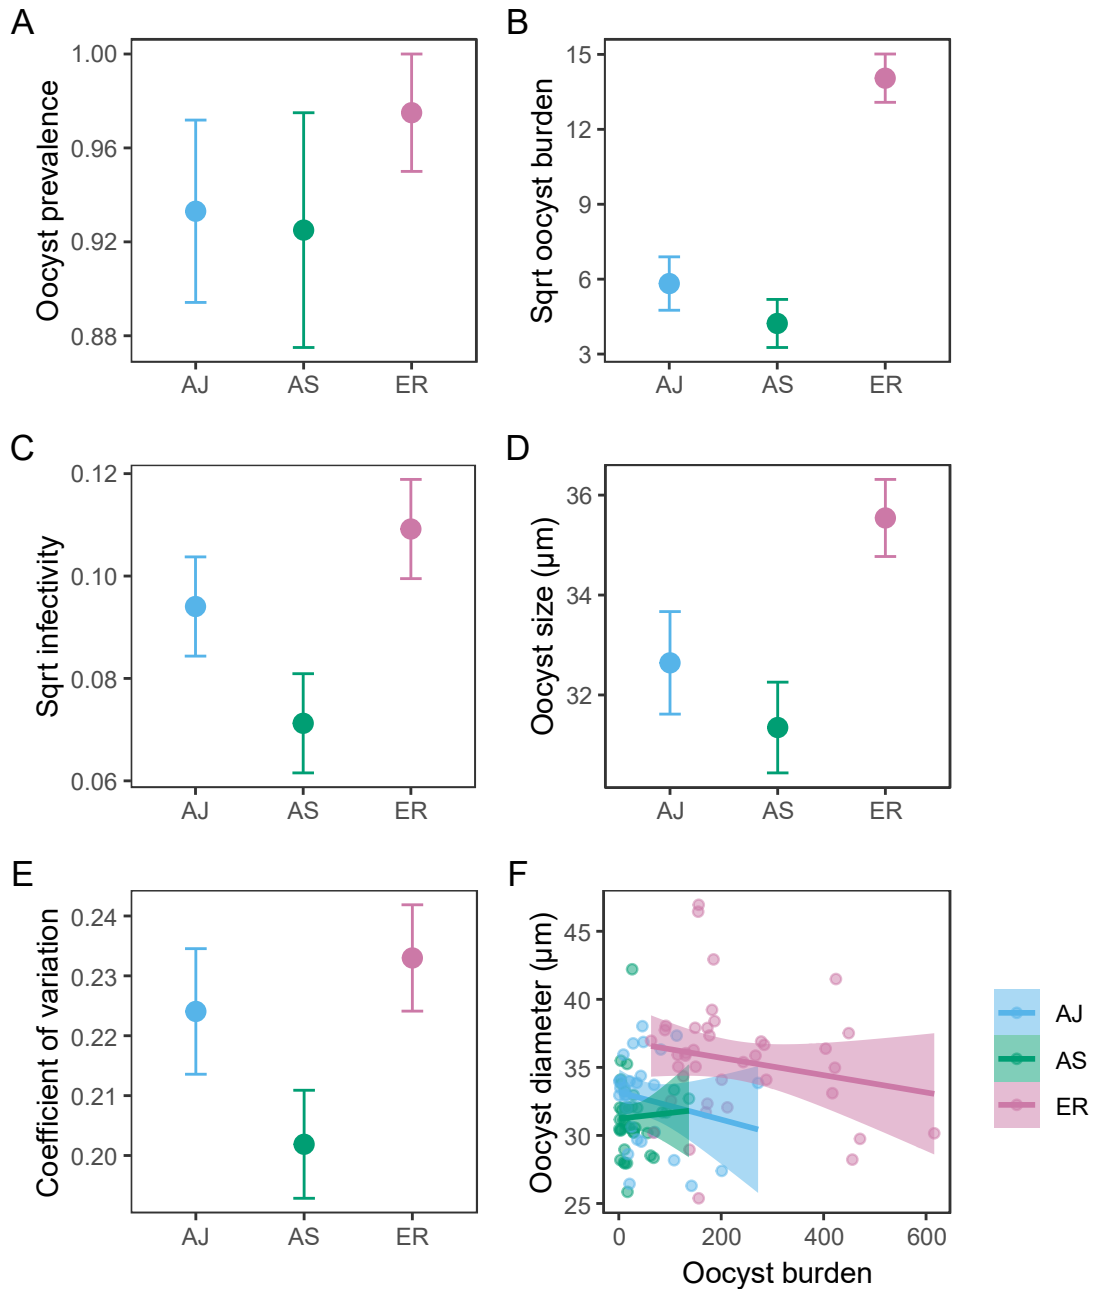 A
Oocyst prevalence
1.00
0.96
0.92
0.88
AJ AS ER
B
Sqrt oocyst burden
15
12
9
6
3
AJ AS ER
C
Sqrt infectivity
0.12
0.10
0.08
0.06
AJ AS ER
D
Oocyst size (μm)
36
34
32
AJ AS ER
E
Coefficient of variation
0.24
0.23
0.22
0.21
0.20
AJ AS ER
F
Oocyst diameter (μm)
45
40
35
30
25
0 200 400 600
Oocyst burden
AJ
AS
ER